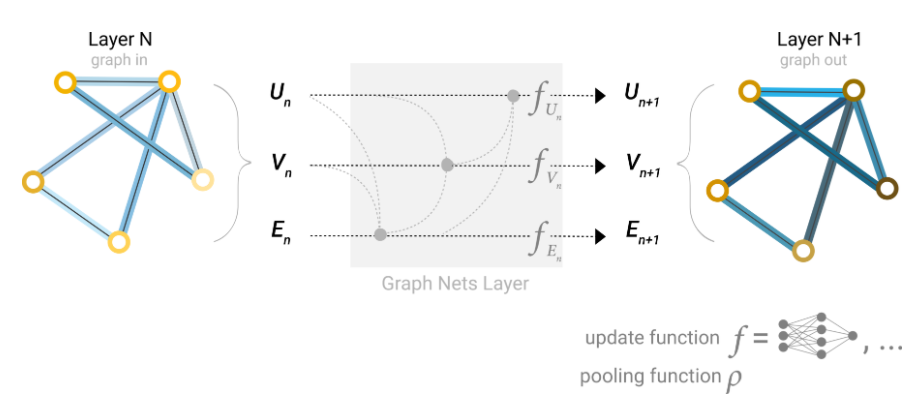 Layer N
graph in
Layer N+1
graph out
U_n f_{U_n} U_{n+1}
V_n f_{V_n} V_{n+1}
E_n f_{E_n} E_{n+1}
Graph Nets Layer
update function f = , ...
pooling function ρ